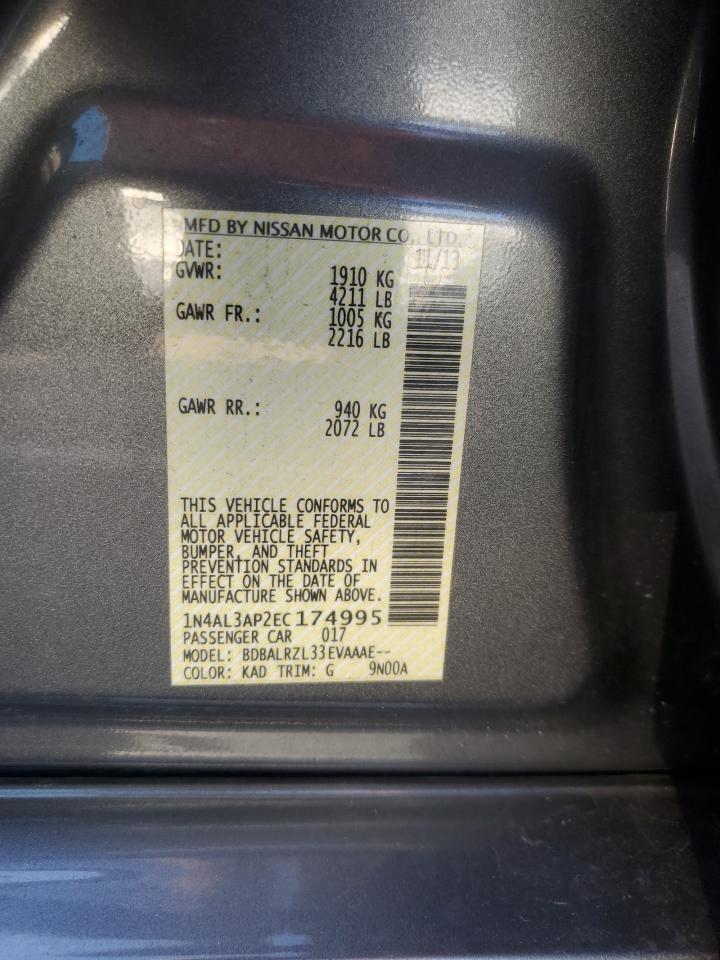 MFD BY NISSAN MOTOR CO., LTD.
DATE: 11/13
GVWR: 1910 KG
4211 LB
GAWR FR.: 1005 KG
2216 LB
GAWR RR.: 940 KG
2072 LB
THIS VEHICLE CONFORMS TO
ALL APPLICABLE FEDERAL
MOTOR VEHICLE SAFETY,
BUMPER, AND THEFT
PREVENTION STANDARDS IN
EFFECT ON THE DATE OF
MANUFACTURE SHOWN ABOVE.
1N4AL3AP2EC174995
PASSENGER CAR 017
MODEL: BDBALRZL33EVAAAE--
COLOR: KAD TRIM: G 9N00A